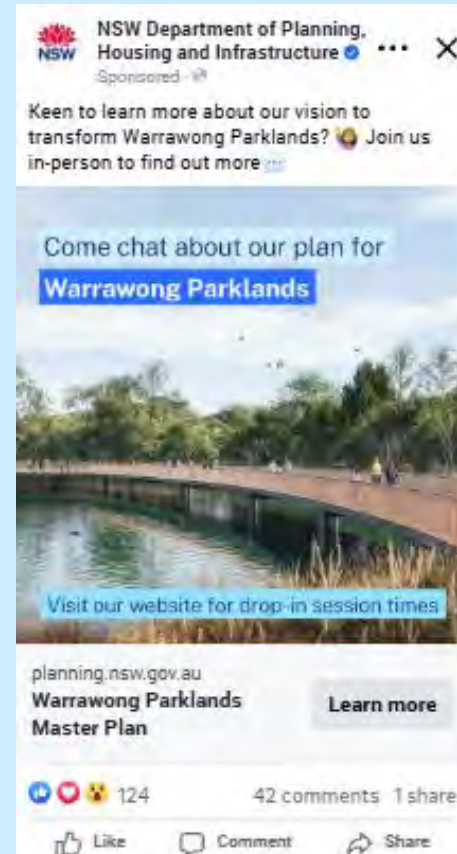 NSW
NSW Department of Planning,
Housing and Infrastructure
Sponsored
Keen to learn more about our vision to
transform Warrawong Parklands? Join us
in-person to find out more
Come chat about our plan for
Warrawong Parklands
Visit our website for drop-in session times
planning.nsw.gov.au
Warrawong Parklands
Master Plan
Learn more
124
42 comments 1 share
Like Comment Share